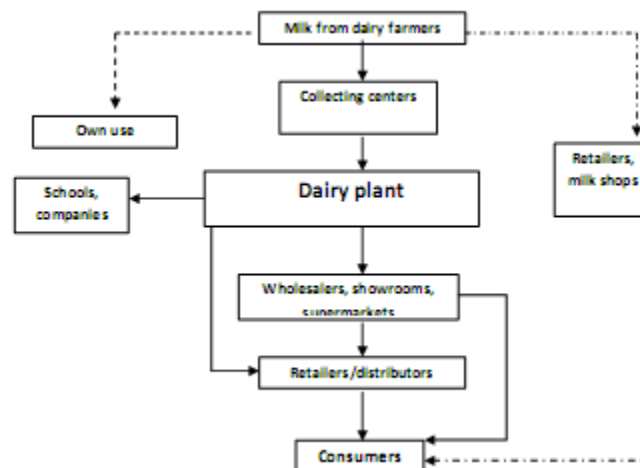 Milk from dairy farmers
Collecting centers
Own use
Retailers,
milk shops
Schools,
companies
Dairy plant
Wholesalers, showrooms,
supermarkets
Retailers/distributors
Consumers